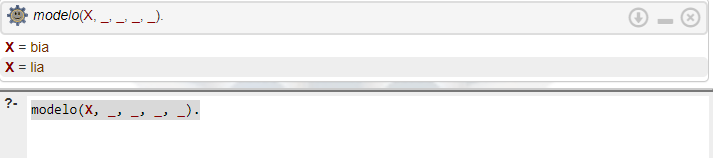 modelo(X, _, _, _, _).
X = bia
X = lia
?- modelo(X, _, _, _, _).